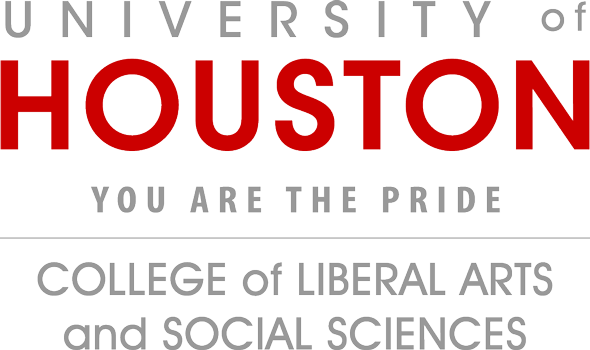 UNIVERSITY of
HOUSTON
YOU ARE THE PRIDE
COLLEGE of LIBERAL ARTS
and SOCIAL SCIENCES